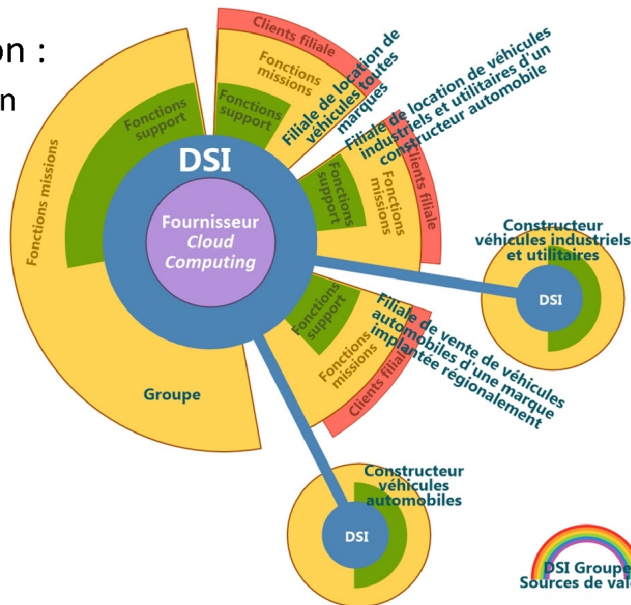 on :
n
Clients filiale
Fonctions
missions
Fonctions
support
Filiale de location de
véhicules toutes
marques
Filiale de location de véhicules
industriels et utilitaires d'un
constructeur automobile
Fonctions
support
Fonctions
missions
Clients filiale
Fonctions missions
Fonctions
support
DSI
Fournisseur
Cloud
Computing
Groupe
Constructeur
véhicules industriels
et utilitaires
DSI
Fonctions
support
Fonctions
missions
Clients filiale
Filiale de vente de véhicules
automobiles d'une marque
implantée régionalement
Constructeur
véhicules
automobiles
DSI
DSI Groupe
Sources de vale